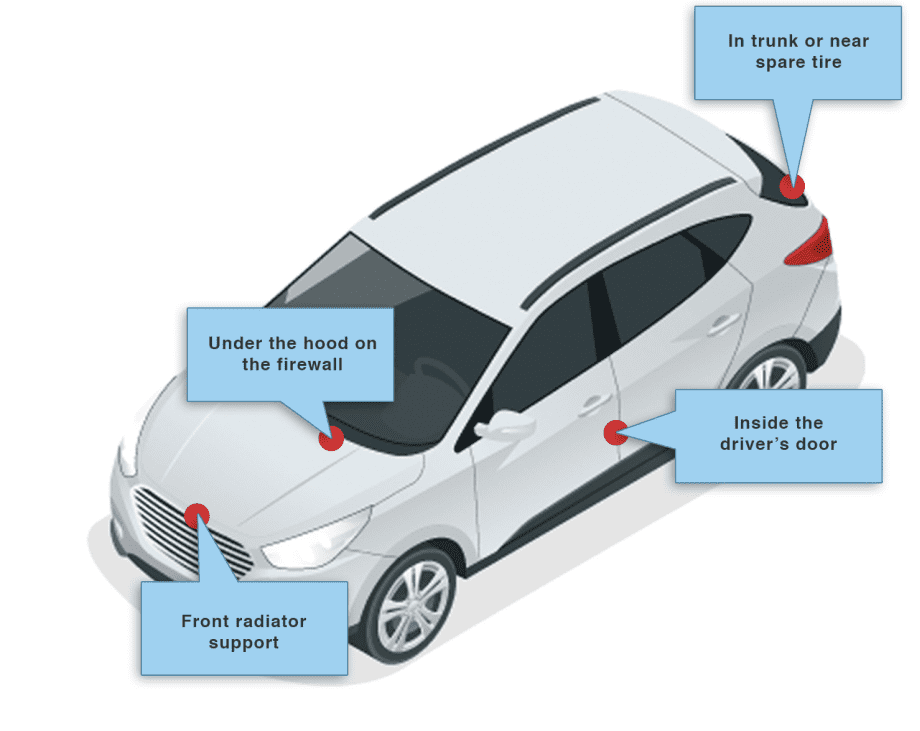 In trunk or near
spare tire
Under the hood on
the firewall
Inside the
driver’s door
Front radiator
support